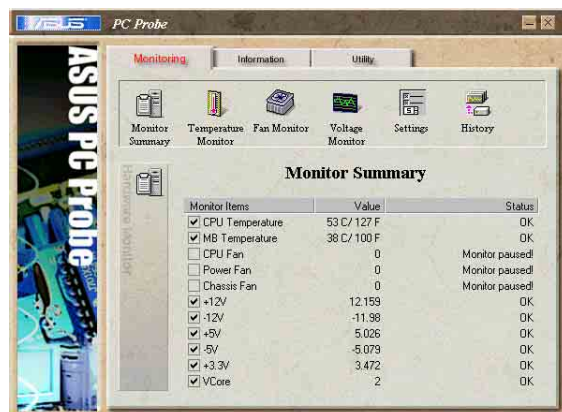 ASUS PC Probe
Monitoring Information Utility
ASUS PC Probe
Monitor Summary
Temperature Monitor
Fan Monitor
Voltage Monitor
Settings
History
Hardware Monitor
Monitor Summary
Monitor Items Value Status
CPU Temperature 53 C/ 127 F OK
MB Temperature 38 C/ 100 F OK
CPU Fan 0 Monitor paused!
Power Fan 0 Monitor paused!
Chassis Fan 0 Monitor paused!
+12V 12.159 OK
-12V -11.98 OK
+5V 5.026 OK
-5V -5.079 OK
+3.3V 3.472 OK
VCore 2 OK